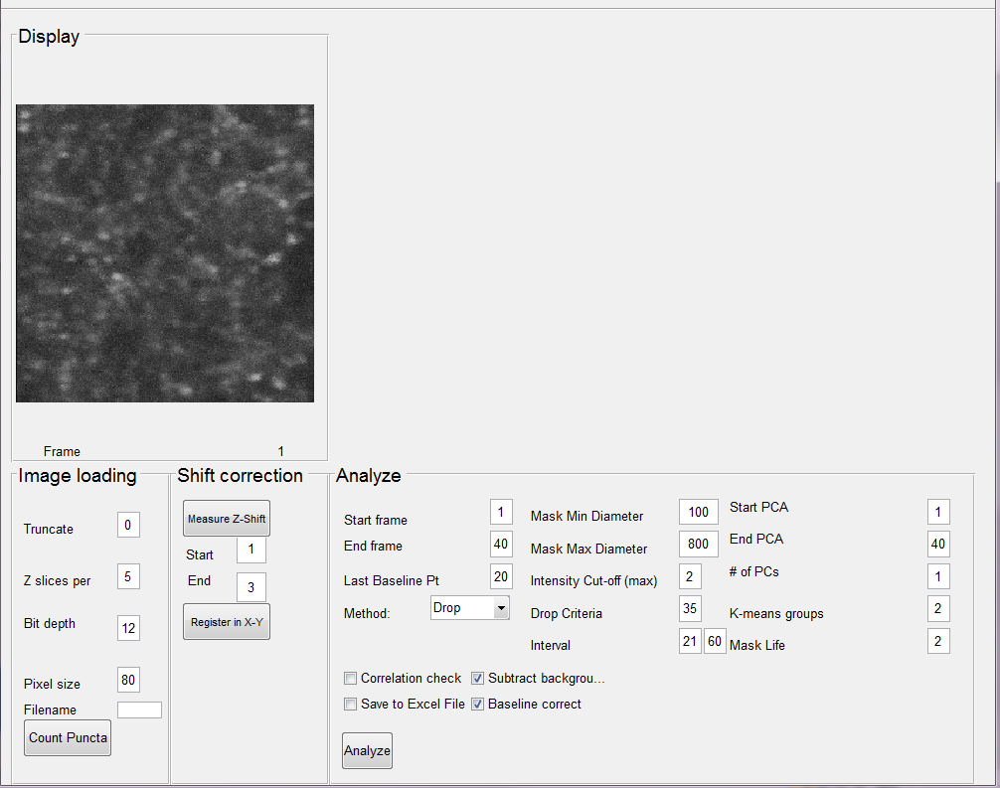 Display
Frame 1
Image loading
Truncate 0
Z slices per 5
Bit depth 12
Pixel size 80
Filename
Count Puncta
Shift correction
Measure Z-Shift
Start 1
End 3
Register in X-Y
Analyze
Start frame 1
End frame 40
Last Baseline Pt 20
Method: Drop
Mask Min Diameter 100
Mask Max Diameter 800
Intensity Cut-off (max) 2
Drop Criteria 35
Interval 21 60
Start PCA 1
End PCA 40
# of PCs 1
K-means groups 2
Mask Life 2
Correlation check Subtract backgrou...
Save to Excel File Baseline correct
Analyze